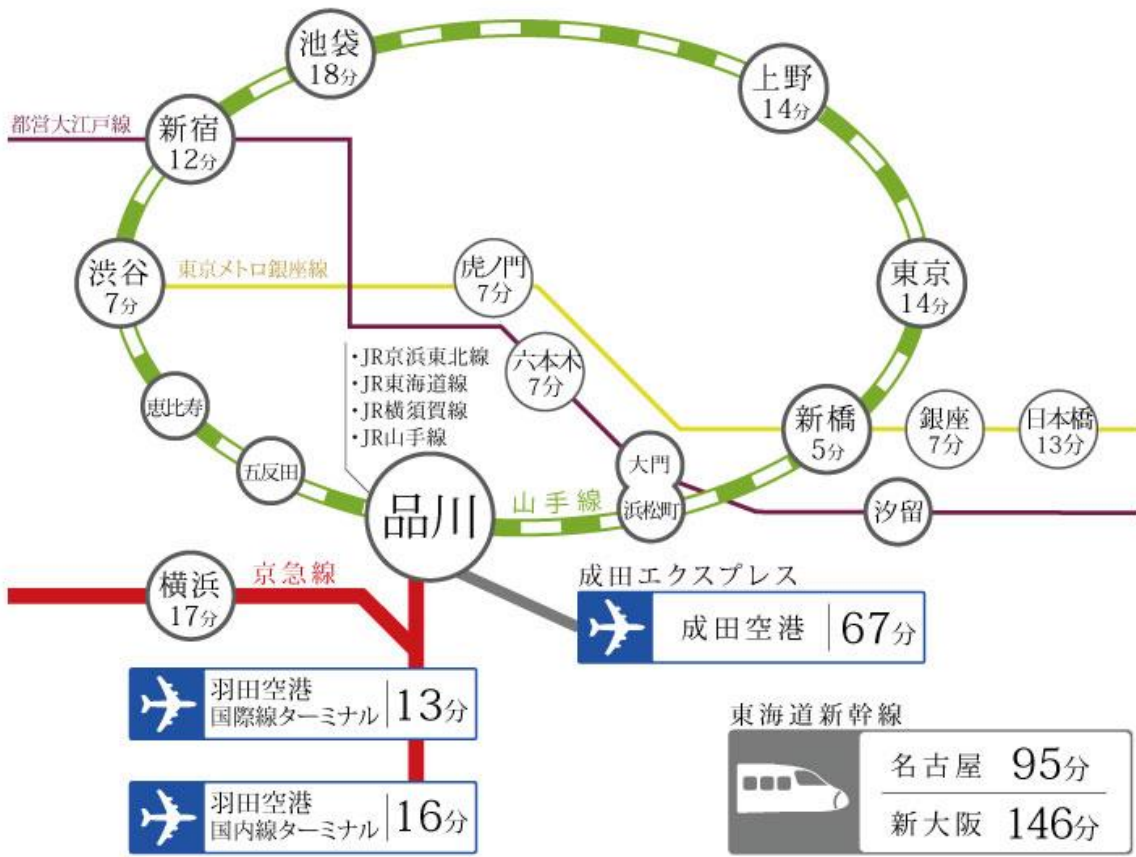 池袋
18分
上野
14分
都営大江戸線
新宿
12分
渋谷
7分
東京メトロ銀座線
虎ノ門
7分
東京
14分
・JR京浜東北線
・JR東海道線
・JR横須賀線
・JR山手線
六本木
7分
恵比寿
新橋
5分
銀座
7分
日本橋
13分
五反田
大門
浜松町
品川
山手線
汐留
横浜
17分
京急線
成田エクスプレス
成田空港 67分
羽田空港
国際線ターミナル 13分
羽田空港
国内線ターミナル 16分
東海道新幹線
名古屋 95分
新大阪 146分